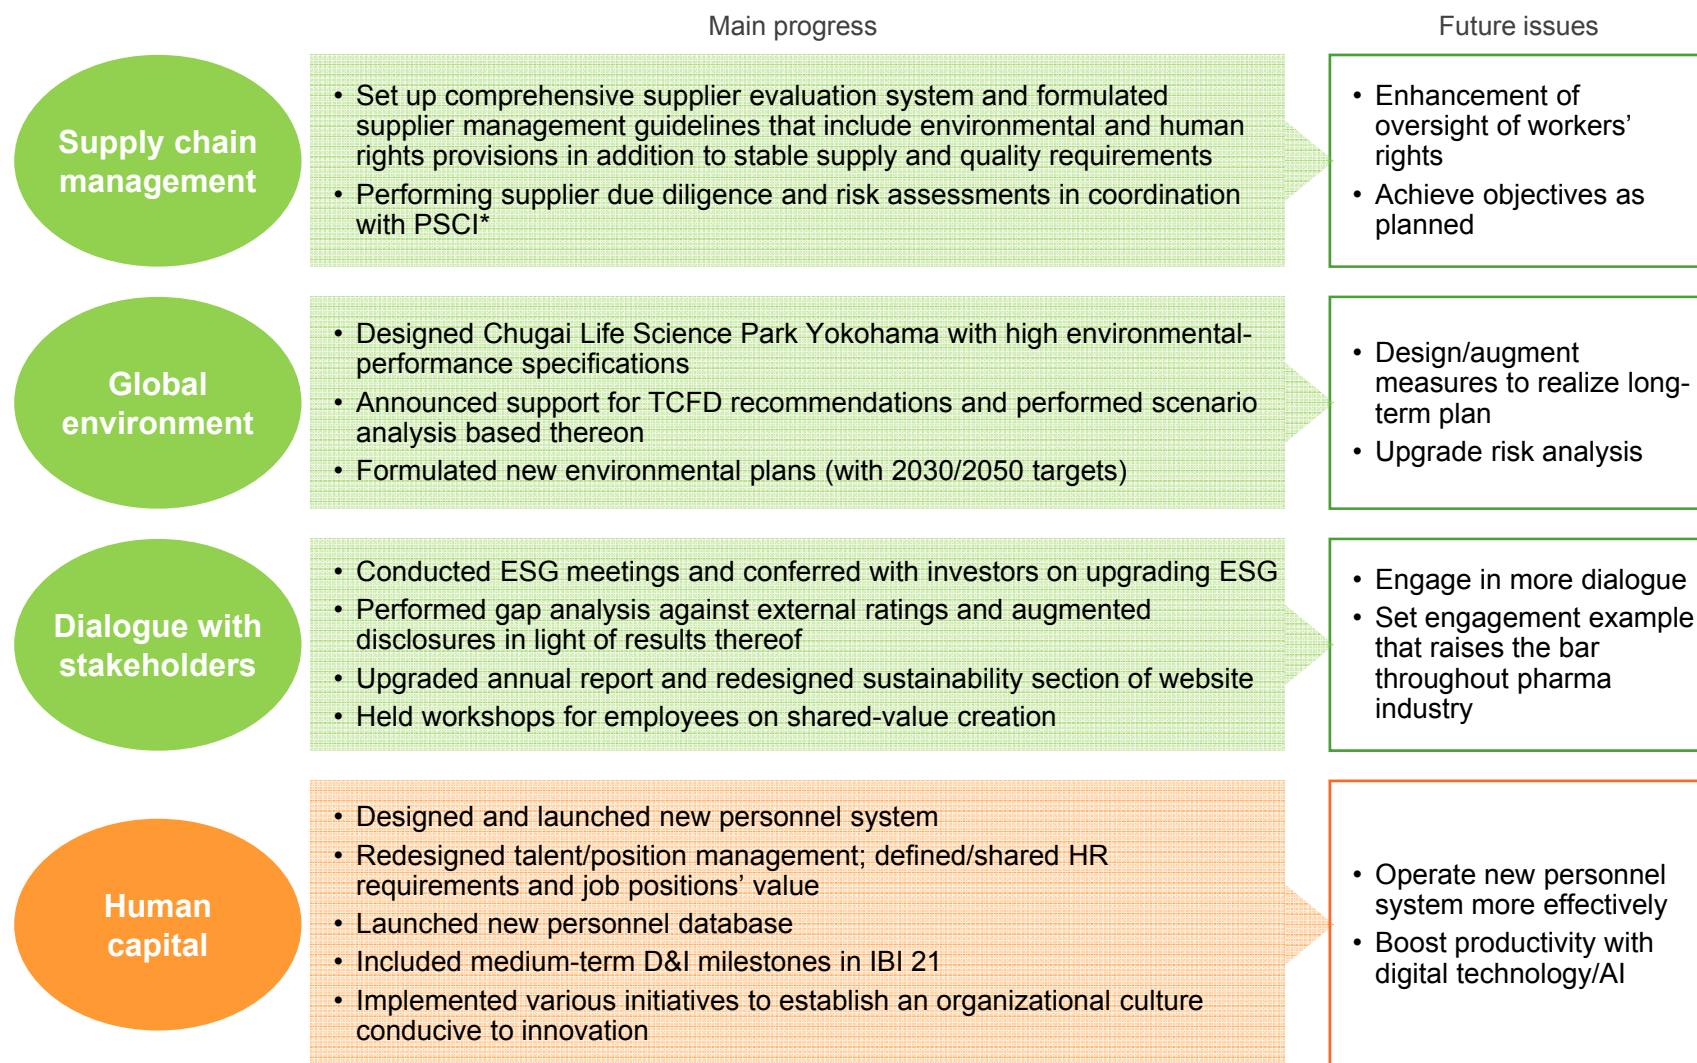 Main progress
Future issues
Supply chain
management
• Set up comprehensive supplier evaluation system and formulated
supplier management guidelines that include environmental and human
rights provisions in addition to stable supply and quality requirements
• Performing supplier due diligence and risk assessments in coordination
with PSCI*
• Enhancement of
oversight of workers’
rights
• Achieve objectives as
planned
Global
environment
• Designed Chugai Life Science Park Yokohama with high environmental-
performance specifications
• Announced support for TCFD recommendations and performed scenario
analysis based thereon
• Formulated new environmental plans (with 2030/2050 targets)
• Design/augment
measures to realize long-
term plan
• Upgrade risk analysis
Dialogue with
stakeholders
• Conducted ESG meetings and conferred with investors on upgrading ESG
• Performed gap analysis against external ratings and augmented
disclosures in light of results thereof
• Upgraded annual report and redesigned sustainability section of website
• Held workshops for employees on shared-value creation
• Engage in more dialogue
• Set engagement example
that raises the bar
throughout pharma
industry
Human
capital
• Designed and launched new personnel system
• Redesigned talent/position management; defined/shared HR
requirements and job positions’ value
• Launched new personnel database
• Included medium-term D&I milestones in IBI 21
• Implemented various initiatives to establish an organizational culture
conducive to innovation
• Operate new personnel
system more effectively
• Boost productivity with
digital technology/AI